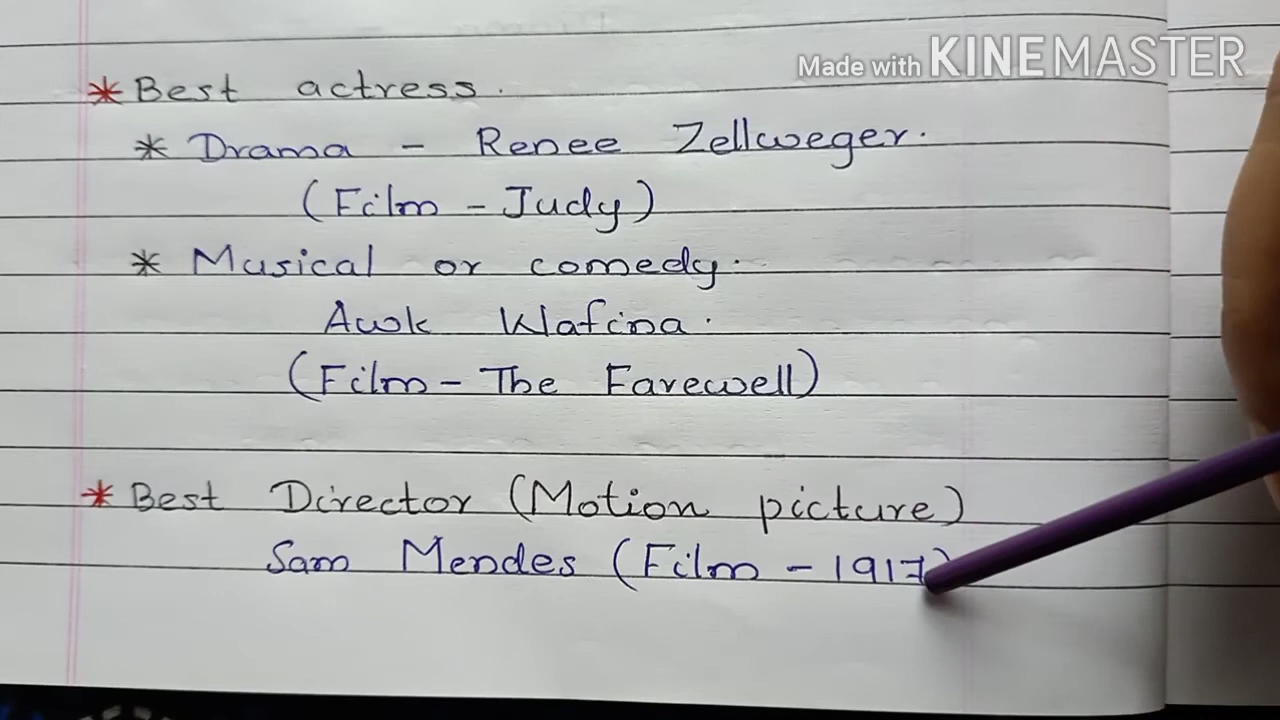 Made with KINEMASTER
* Best actress.
* Drama - Renee Zellweger.
(Film - Judy)
* Musical or comedy.
Awk Wafina.
(Film - The Farewell)
* Best Director (Motion picture)
Sam Mendes (Film - 1917)